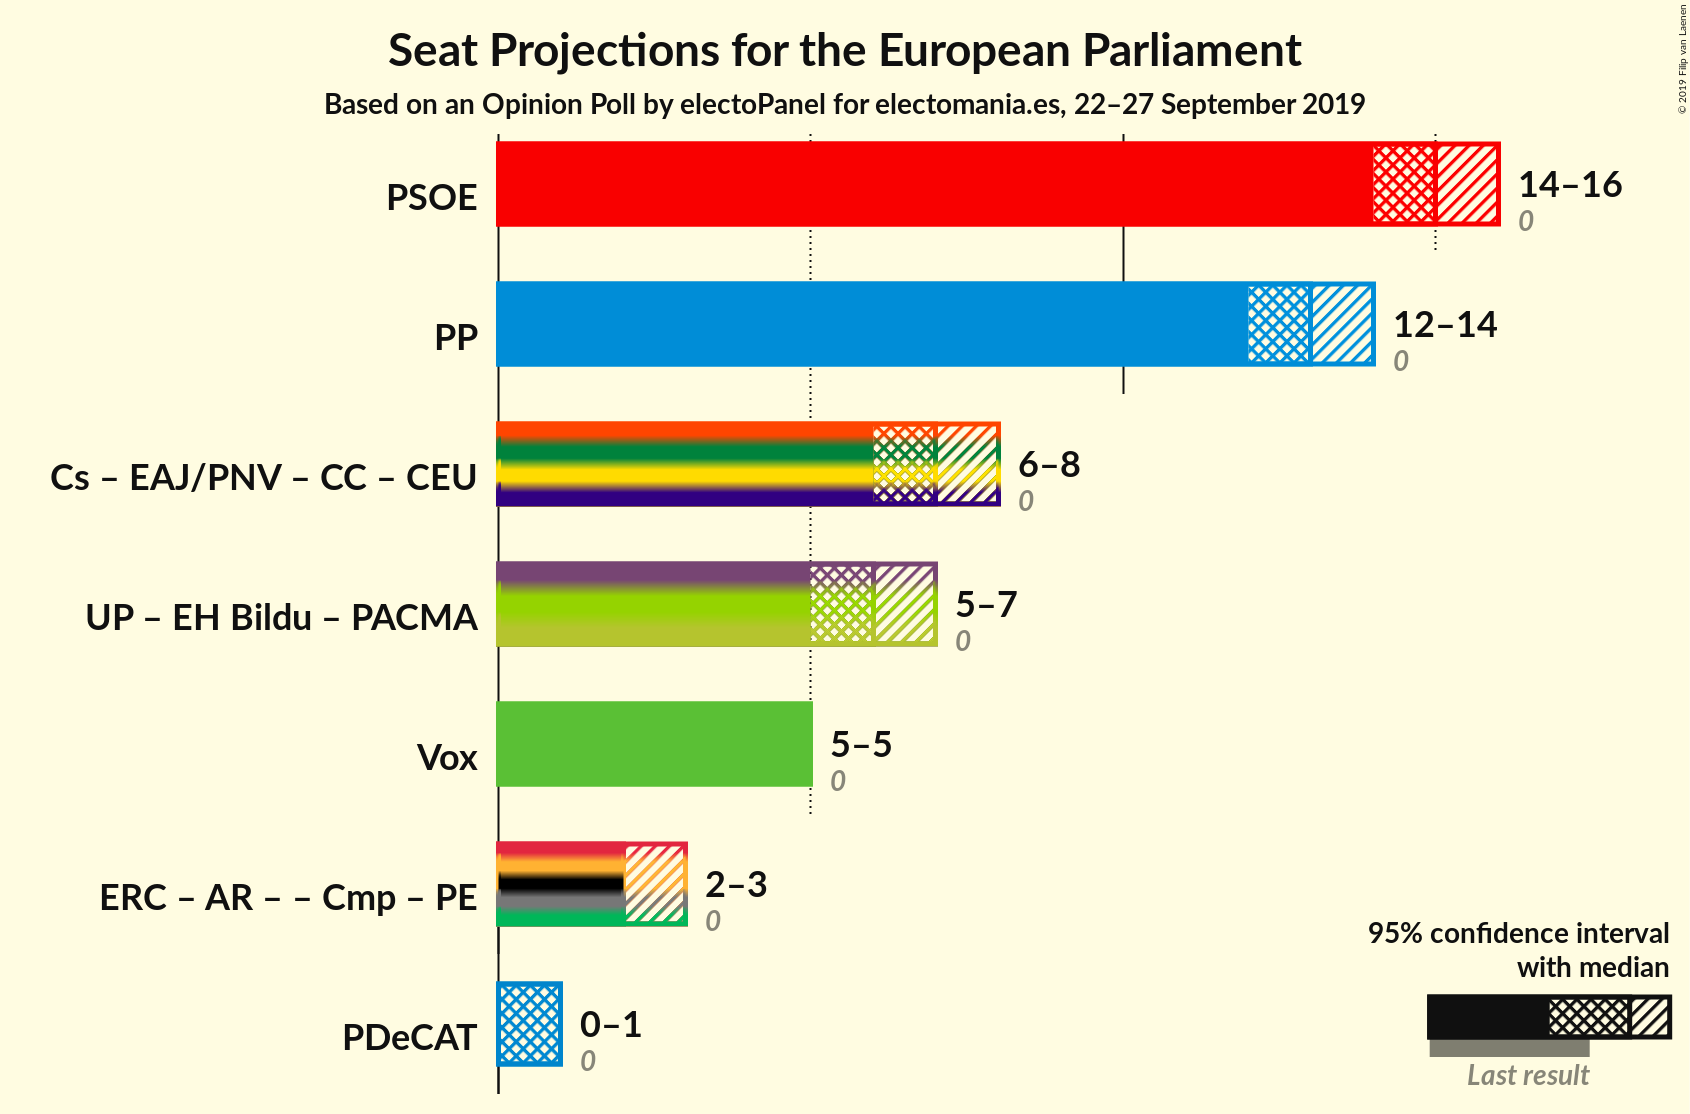 Seat Projections for the European Parliament
Based on an Opinion Poll by electoPanel for electomania.es, 22–27 September 2019
© 2019 Filip van Laenen
PSOE
14–16
0
PP
12–14
0
Cs – EAJ/PNV – CC – CEU
6–8
0
UP – EH Bildu – PACMA
5–7
0
Vox
5–5
0
ERC – AR – – Cmp – PE
2–3
0
PDeCAT
0–1
0
95% confidence interval
with median
Last result